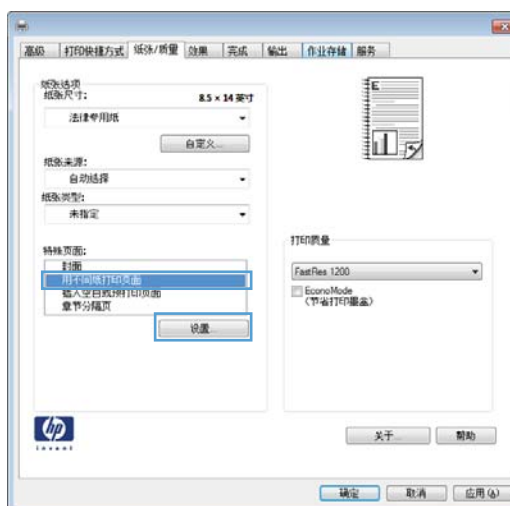 高级 打印快捷方式 纸张/质量 效果 完成 输出 作业存储 服务
纸张选项
纸张尺寸: 8.5 × 14 英寸
法律专用纸
自定义...
纸张来源:
自动选择
纸张类型:
未指定
特殊页面:
封面
用不同纸打印页面
插入空白或预打印页面
章节分隔页
设置...
打印质量
FastRes 1200
EconoMode
(节省打印墨盒)
E
hp
invent
关于... 帮助
确定 取消 应用(A)